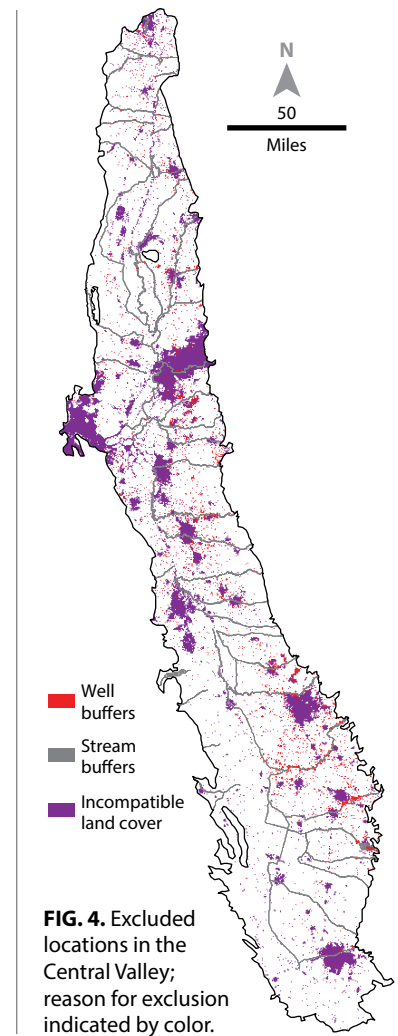 N
50
Miles
Well
buffers
Stream
buffers
Incompatible
land cover
FIG. 4. Excluded
locations in the
Central Valley;
reason for exclusion
indicated by color.